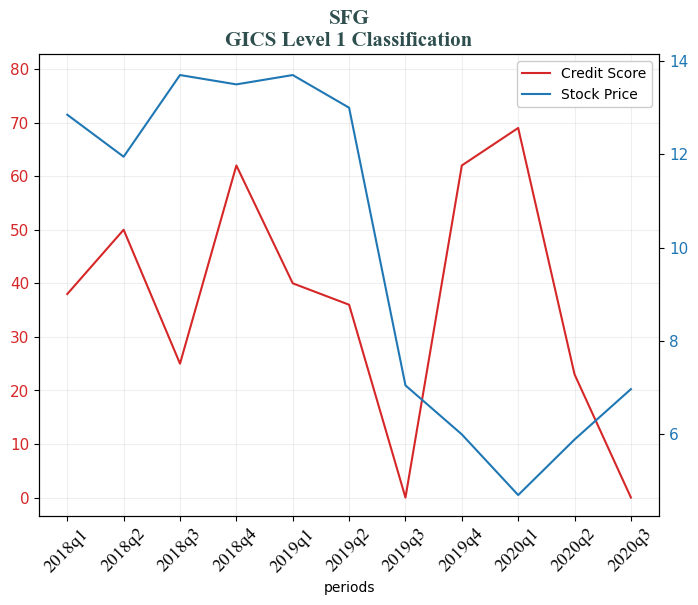 SFG
GICS Level 1 Classification
Credit Score
Stock Price
80
70
60
50
40
30
20
10
0
14
12
10
8
6
2018q1
2018q2
2018q3
2018q4
2019q1
2019q2
2019q3
2019q4
2020q1
2020q2
2020q3
periods